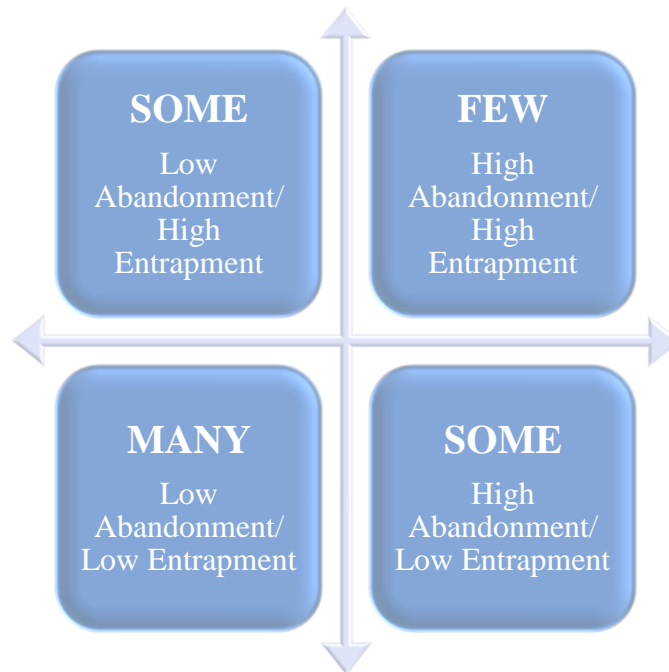 SOME
Low
Abandonment/
High
Entrapment
FEW
High
Abandonment/
High
Entrapment
MANY
Low
Abandonment/
Low Entrapment
SOME
High
Abandonment/
Low Entrapment